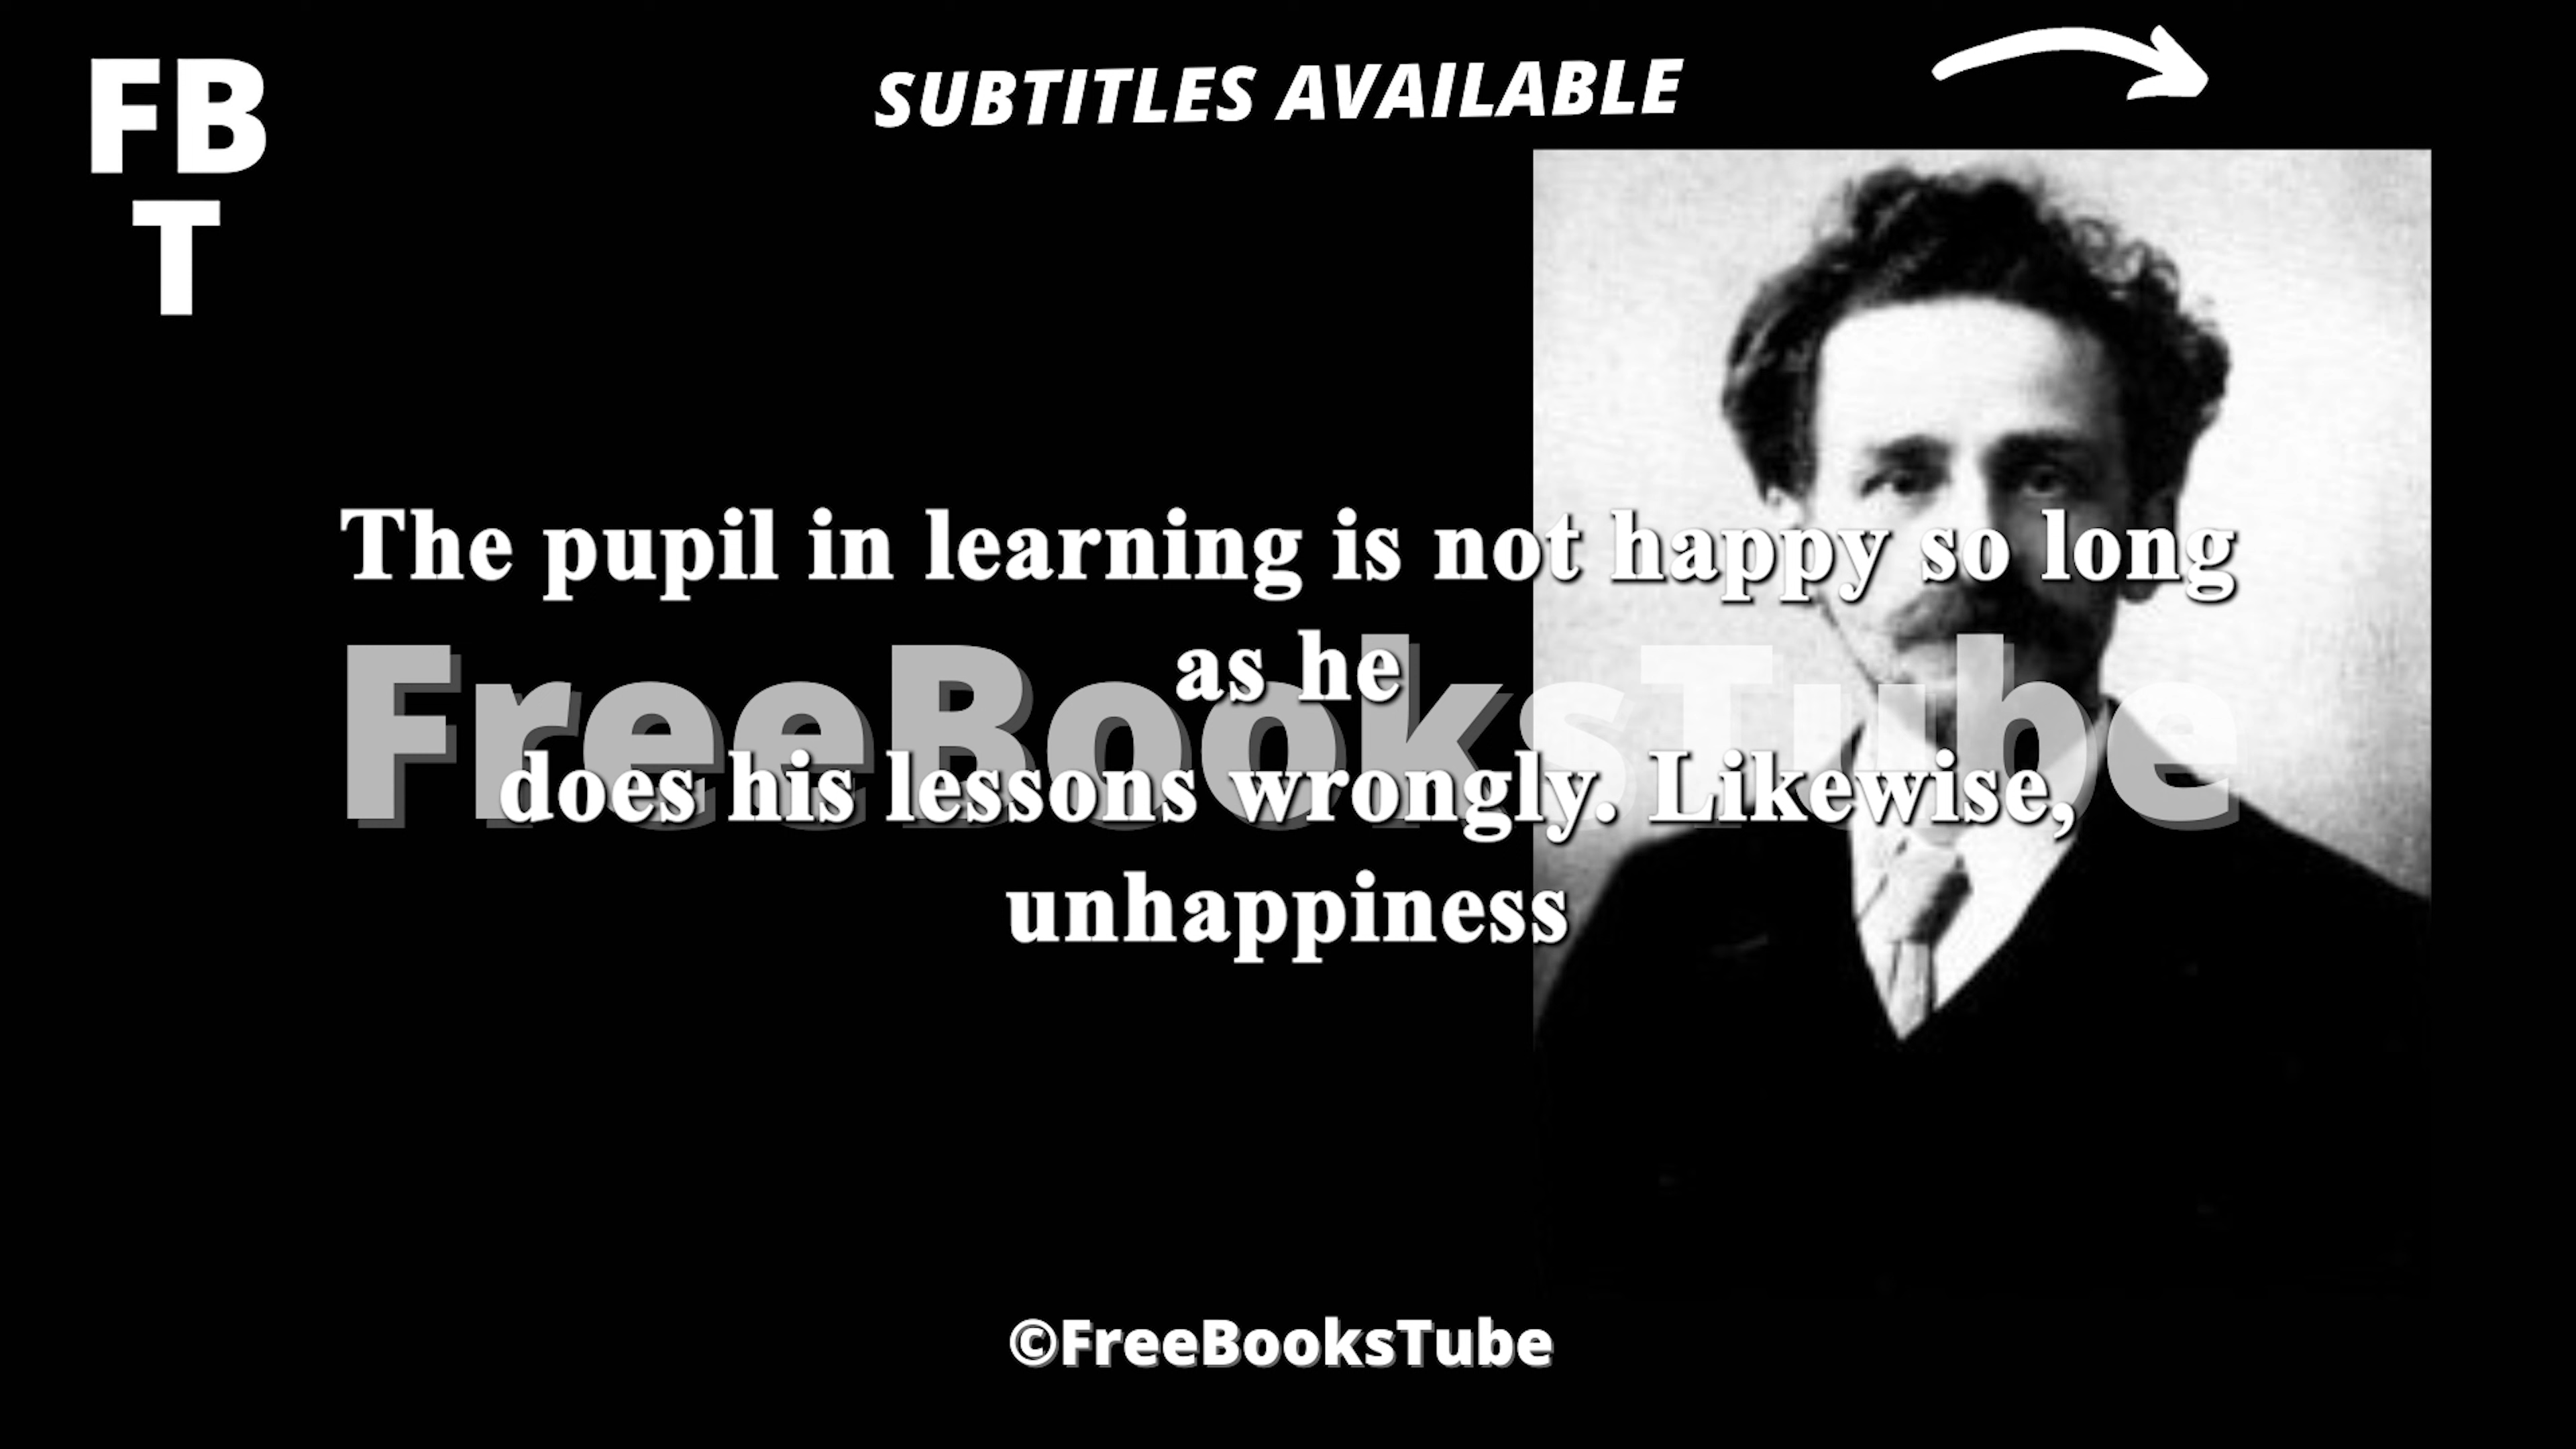 FB
T
SUBTITLES AVAILABLE
The pupil in learning is not happy so long
as he
FreeBooksTube
does his lessons wrongly. Likewise,
unhappiness
©FreeBooksTube